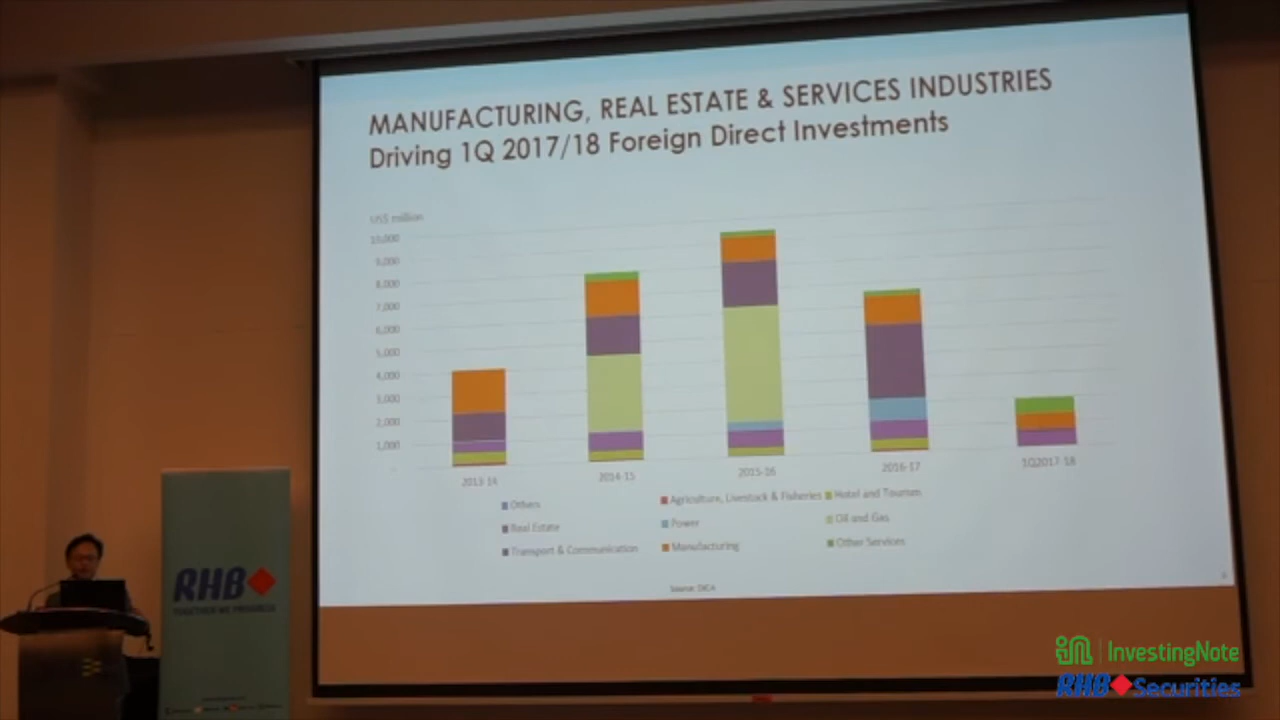 MANUFACTURING, REAL ESTATE & SERVICES INDUSTRIES
Driving 1Q 2017/18 Foreign Direct Investments
US$ million
10,000
9,000
8,000
7,000
6,000
5,000
4,000
3,000
2,000
1,000
2013-14 2014-15 2015-16 2016-17 1Q2017-18
Others Agriculture, Livestock & Fisheries Hotel and Tourism
Real Estate Power Oil and Gas
Transport & Communication Manufacturing Other Services
Source: DICA
RHB
TOGETHER WE PROGRESS
InvestingNote
RHB Securities